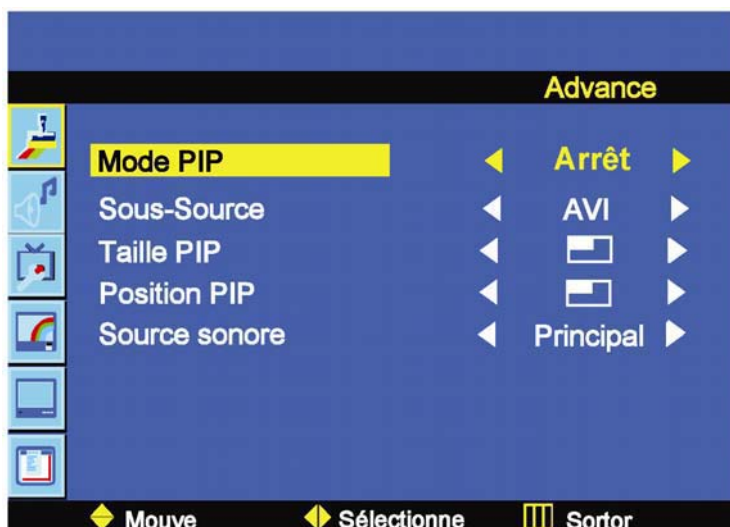 Advance
Mode PIP Arrêt
Sous-Source AVI
Taille PIP
Position PIP
Source sonore Principal
Mouve Sélectionne Sortor